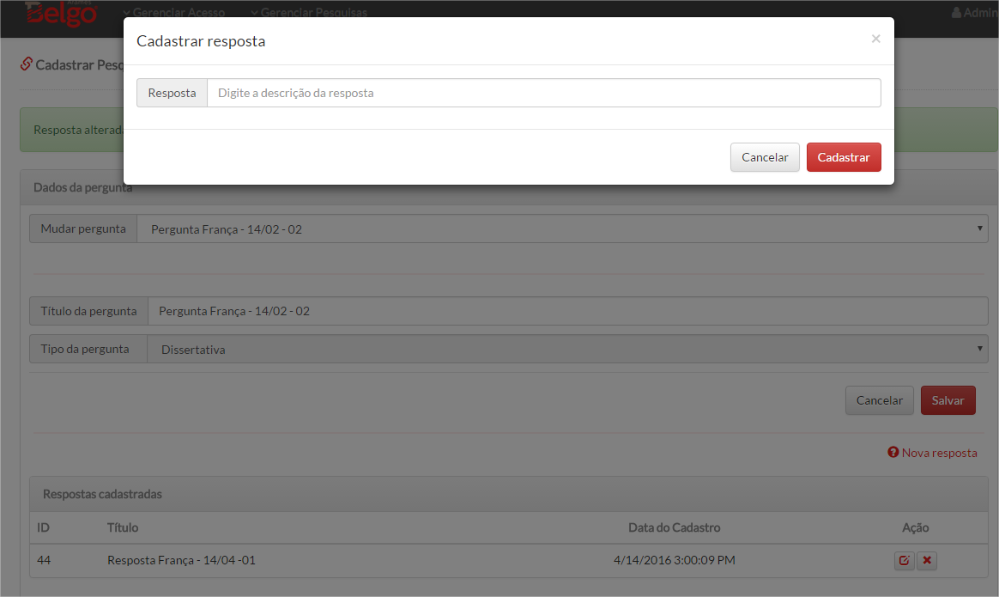 Arames
Belgo
Gerenciar Acesso
Gerenciar Pesquisas
Admin
Cadastrar resposta
×
Cadastrar Pesq
Resposta
Digite a descrição da resposta
Resposta alterada
Cancelar
Cadastrar
Dados da pergunta
Mudar pergunta
Pergunta França - 14/02 - 02
Título da pergunta
Pergunta França - 14/02 - 02
Tipo da pergunta
Dissertativa
Cancelar
Salvar
Nova resposta
Respostas cadastradas
ID Título Data do Cadastro Ação
44 Resposta França - 14/04 -01 4/14/2016 3:00:09 PM